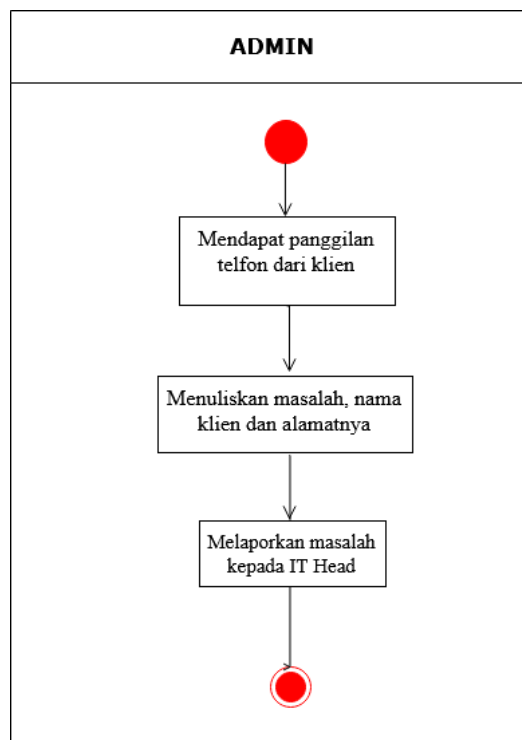 ADMIN
Mendapat panggilan
telfon dari klien
Menuliskan masalah, nama
klien dan alamatnya
Melaporkan masalah
kepada IT Head